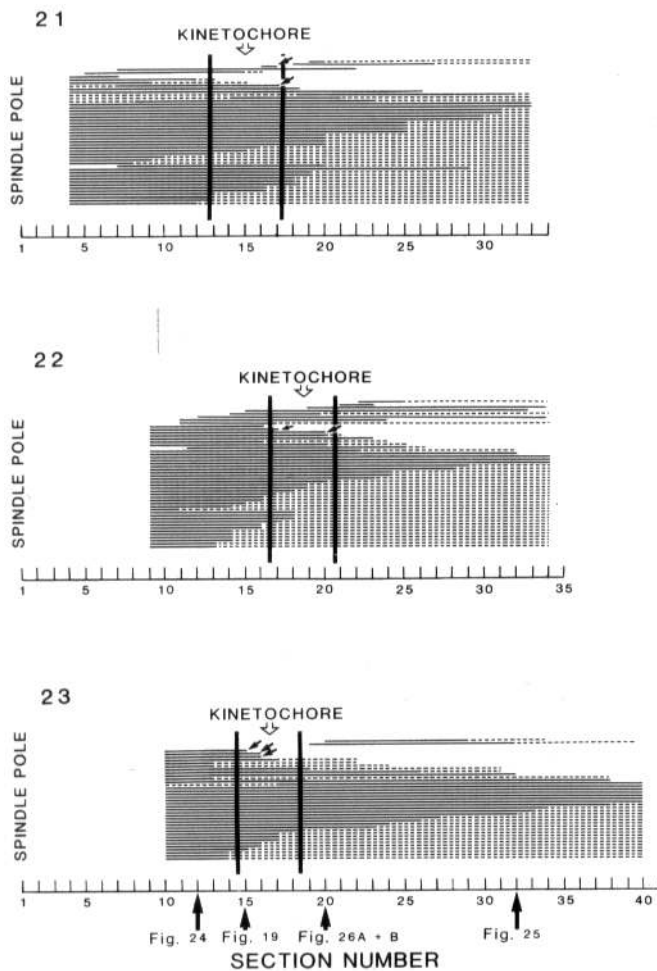 21
KINETOCHORE
SPINDLE POLE
1 5 10 15 20 25 30
22
KINETOCHORE
SPINDLE POLE
1 5 10 15 20 25 30 35
23
KINETOCHORE
SPINDLE POLE
1 5 10 15 20 25 30 35 40
Fig. 24 Fig. 19 Fig. 26A + B Fig. 25
SECTION NUMBER